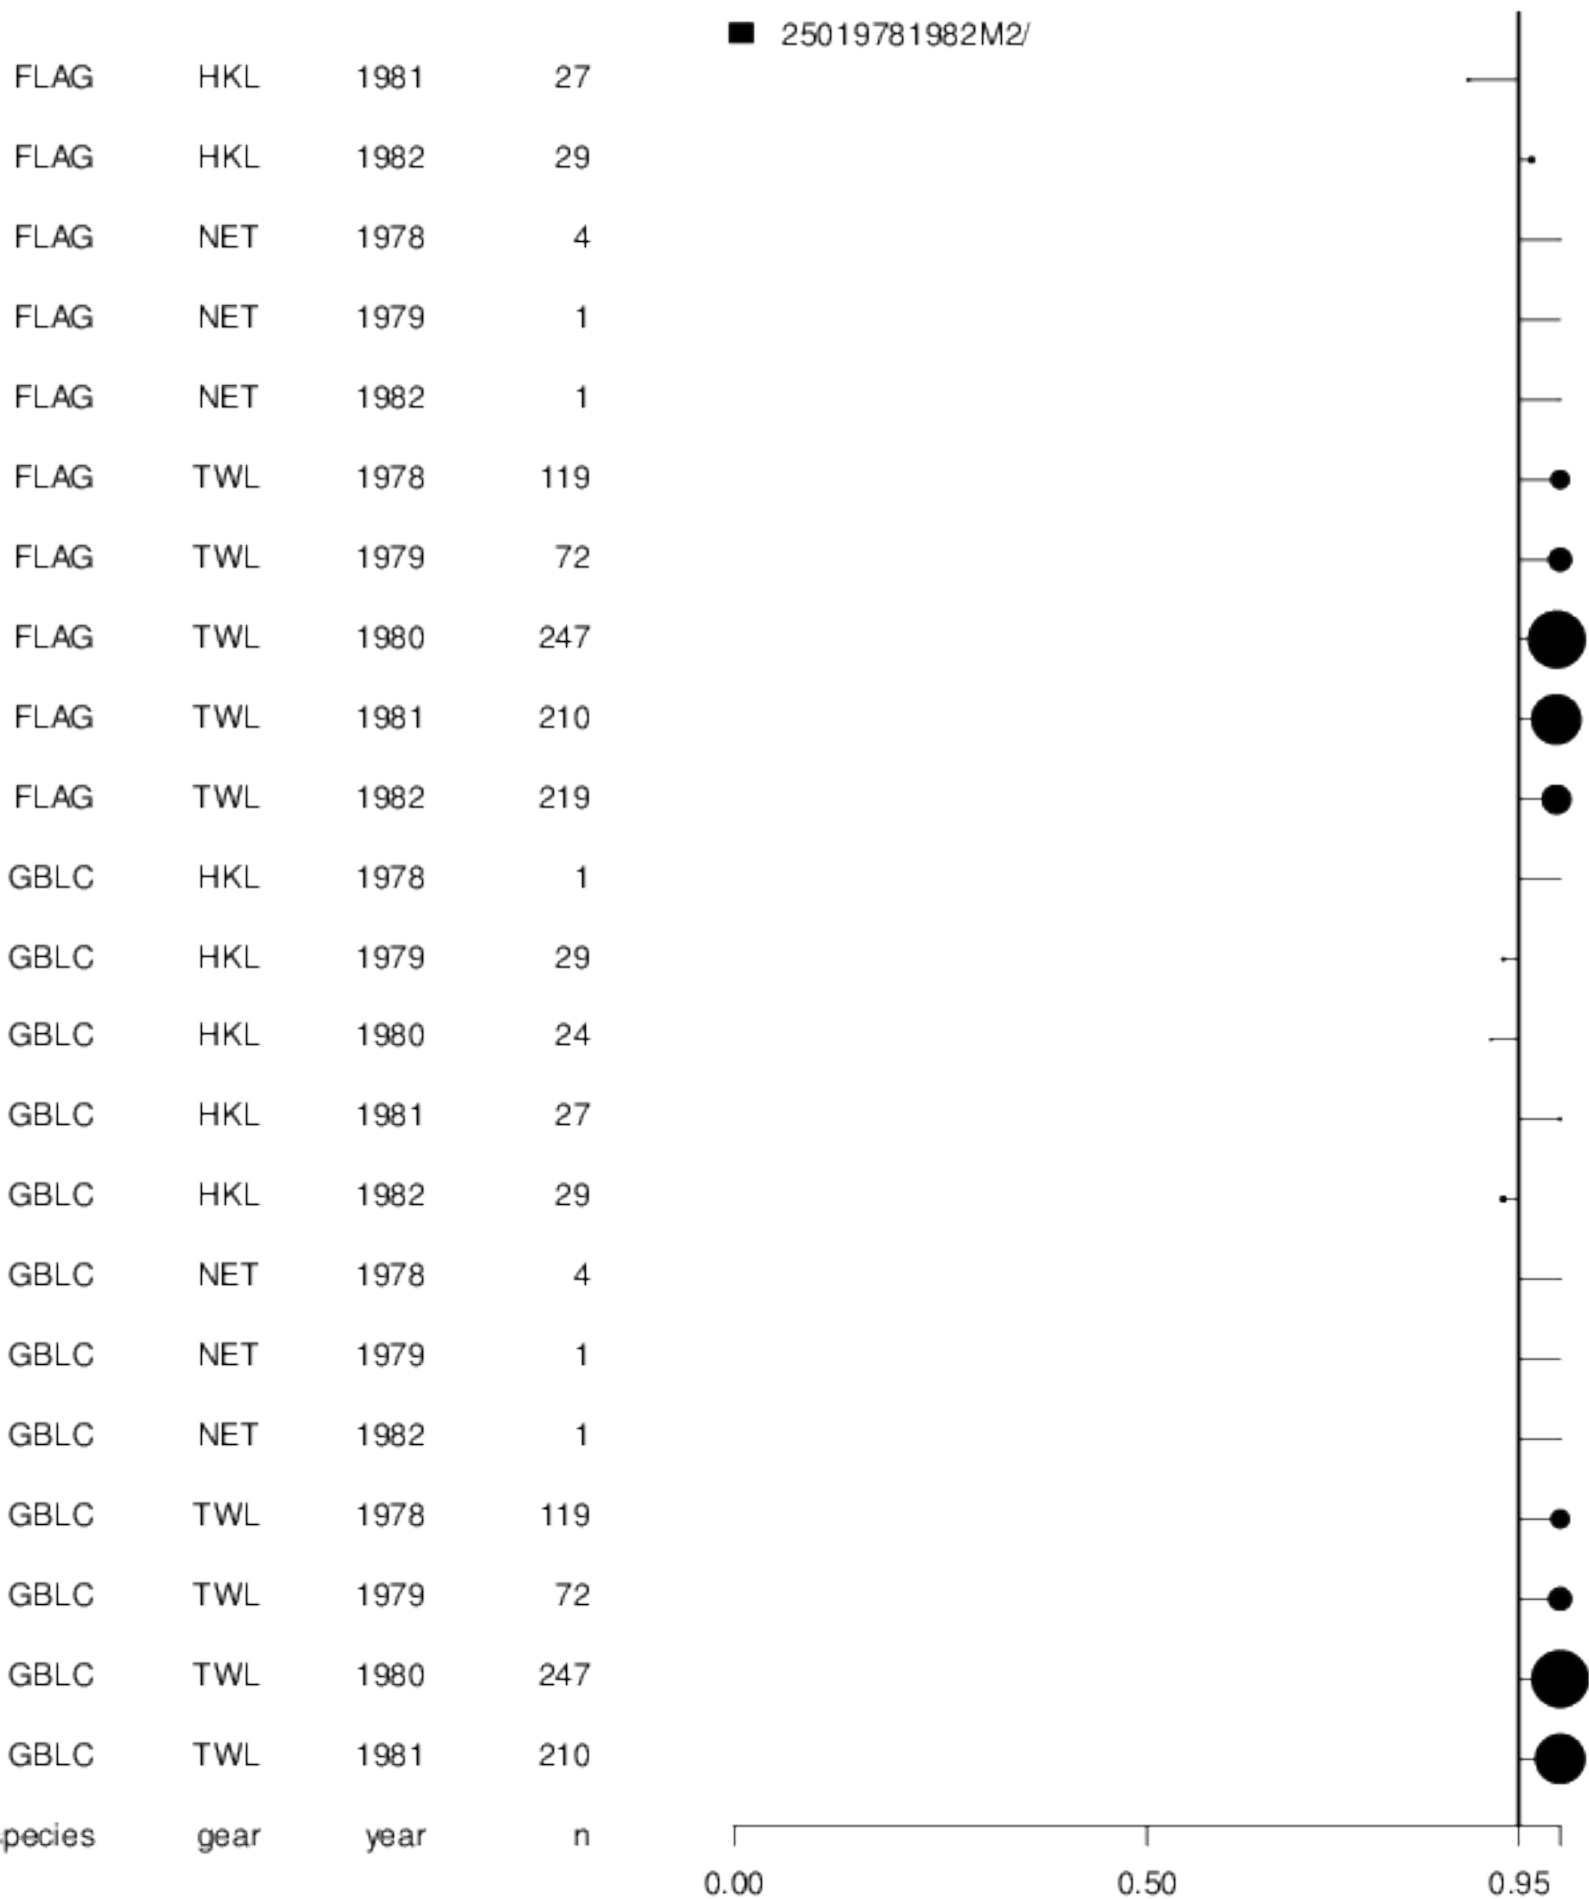 25019781982M2/
FLAG HKL 1981 27
FLAG HKL 1982 29
FLAG NET 1978 4
FLAG NET 1979 1
FLAG NET 1982 1
FLAG TWL 1978 119
FLAG TWL 1979 72
FLAG TWL 1980 247
FLAG TWL 1981 210
FLAG TWL 1982 219
GBLC HKL 1978 1
GBLC HKL 1979 29
GBLC HKL 1980 24
GBLC HKL 1981 27
GBLC HKL 1982 29
GBLC NET 1978 4
GBLC NET 1979 1
GBLC NET 1982 1
GBLC TWL 1978 119
GBLC TWL 1979 72
GBLC TWL 1980 247
GBLC TWL 1981 210
pecies gear year n
0.00 0.50 0.95